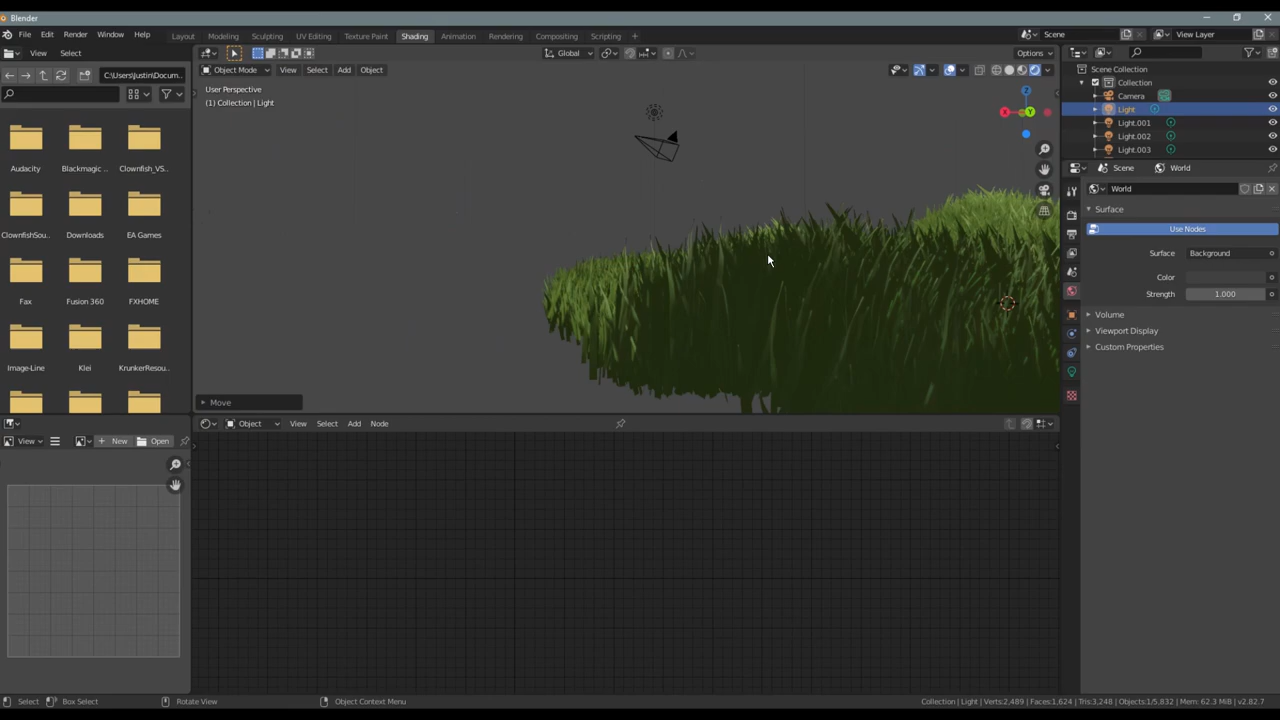 Blender
File Edit Render Window Help
Layout Modeling Sculpting UV Editing Texture Paint Shading Animation Rendering Compositing Scripting +
Scene
View Layer
View Select
Global
Options
C:\Users\Justin\Docum..
Object Mode View Select Add Object
User Perspective
(1) Collection | Light
X
Y
Z
Scene Collection
Collection
Camera
Light
Light.001
Light.002
Light.003
Scene World
World
Surface
Use Nodes
Surface Background
Color
Strength 1.000
Volume
Viewport Display
Custom Properties
Audacity Blackmagic .. Clownfish_VS..
ClownfishSou.. Downloads EA Games
Fax Fusion 360 FXHOME
Image-Line Klei KrunkerResou..
Move
View New Open
Object View Select Add Node
Select Box Select Rotate View Object Context Menu
Collection | Light | Verts:2,489 | Faces:1,624 | Tris:3,248 | Objects:1/5,832 | Mem: 62.3 MiB | v2.82.7